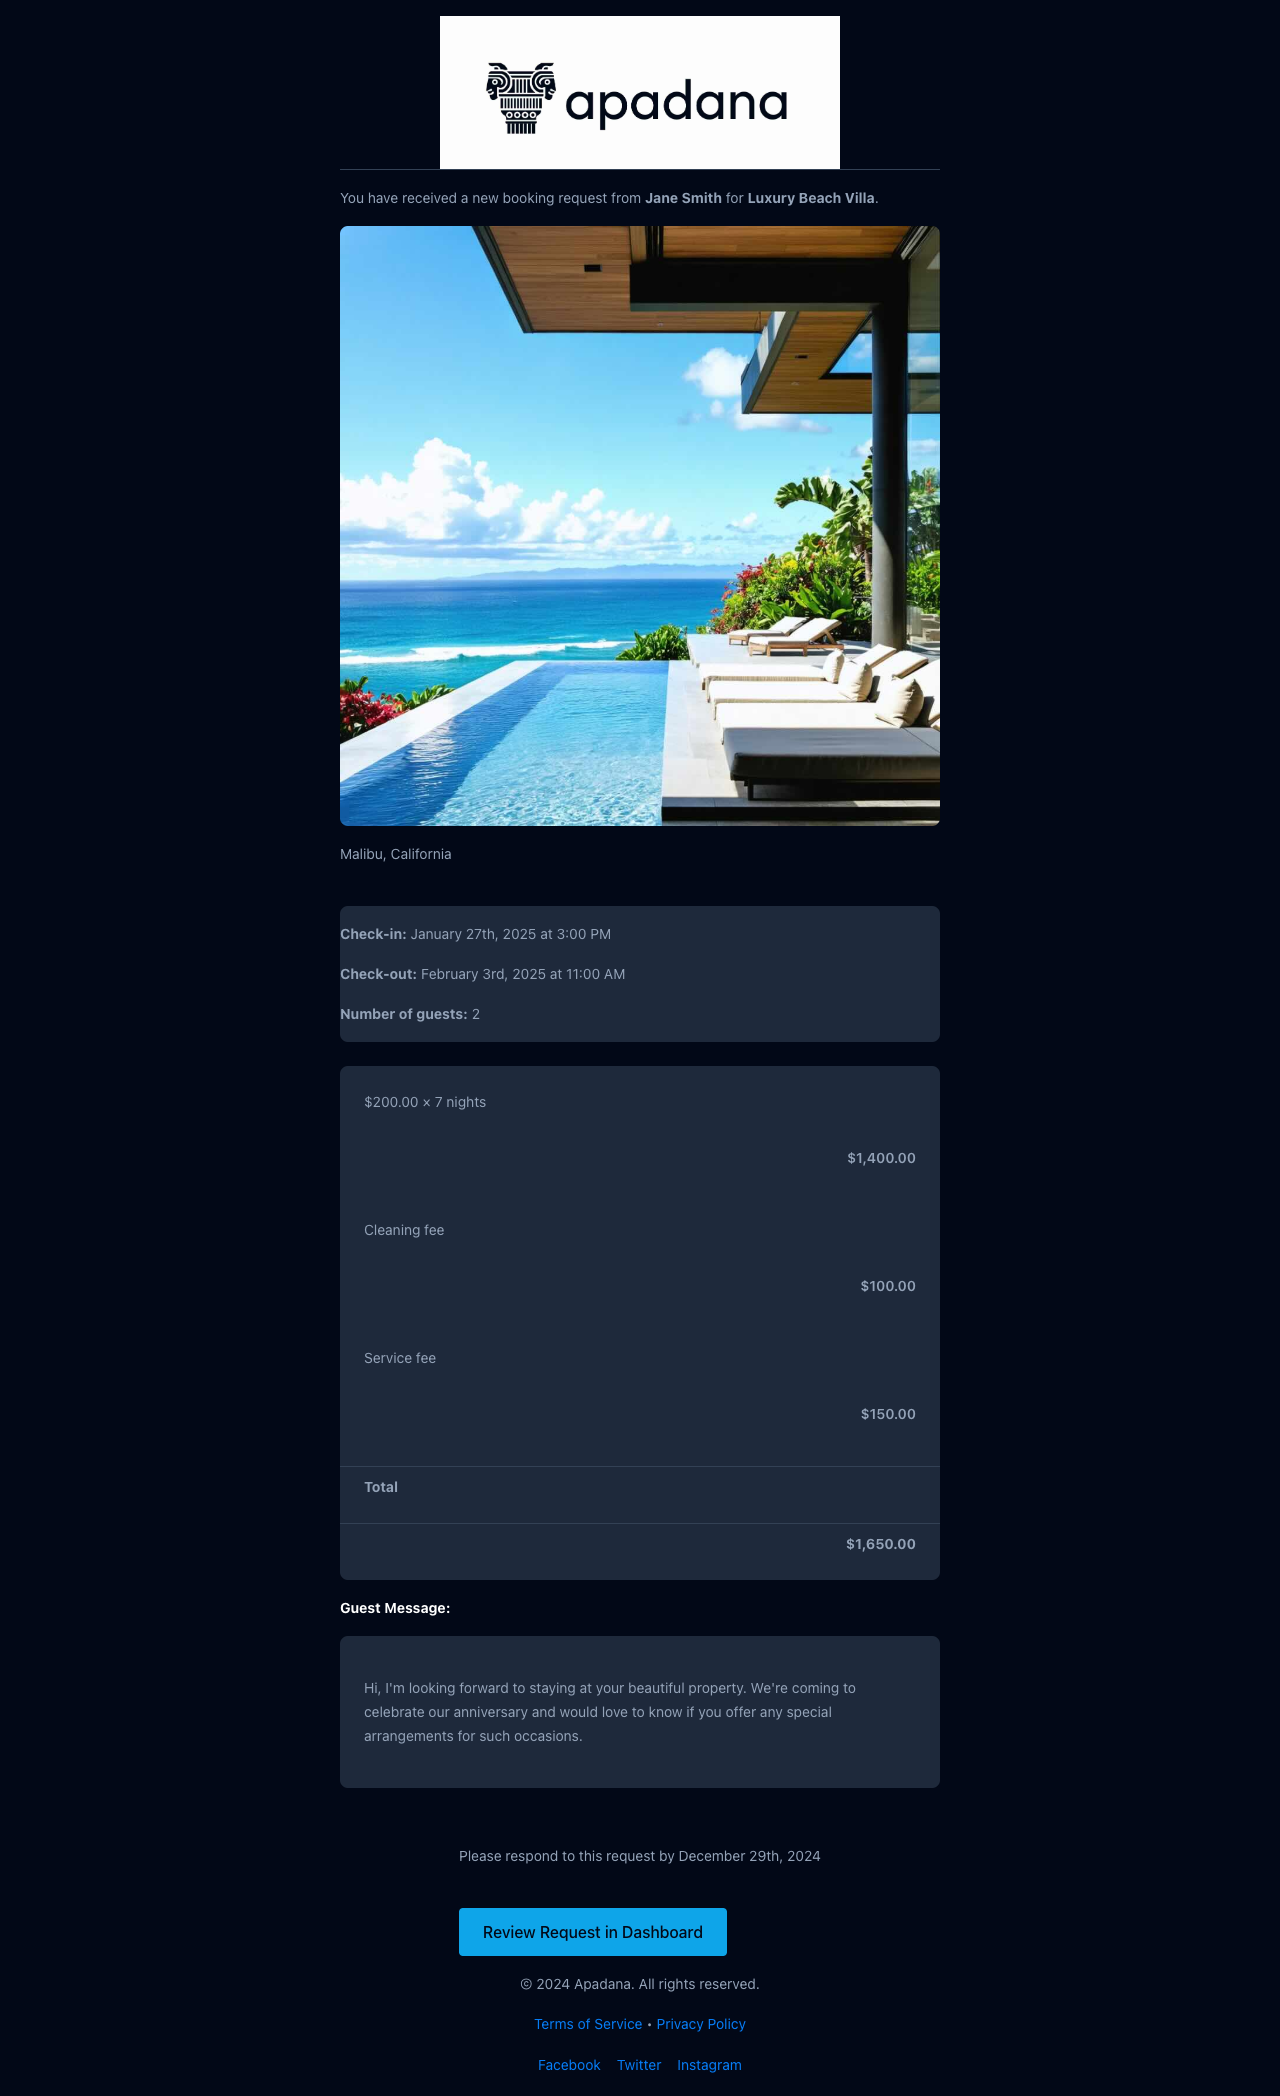 apadana
You have received a new booking request from Jane Smith for Luxury Beach Villa.
Malibu, California
Check-in: January 27th, 2025 at 3:00 PM
Check-out: February 3rd, 2025 at 11:00 AM
Number of guests: 2
$200.00 × 7 nights
$1,400.00
Cleaning fee
$100.00
Service fee
$150.00
Total
$1,650.00
Guest Message:
Hi, I'm looking forward to staying at your beautiful property. We're coming to
celebrate our anniversary and would love to know if you offer any special
arrangements for such occasions.
Please respond to this request by December 29th, 2024
Review Request in Dashboard
© 2024 Apadana. All rights reserved.
Terms of Service • Privacy Policy
Facebook Twitter Instagram